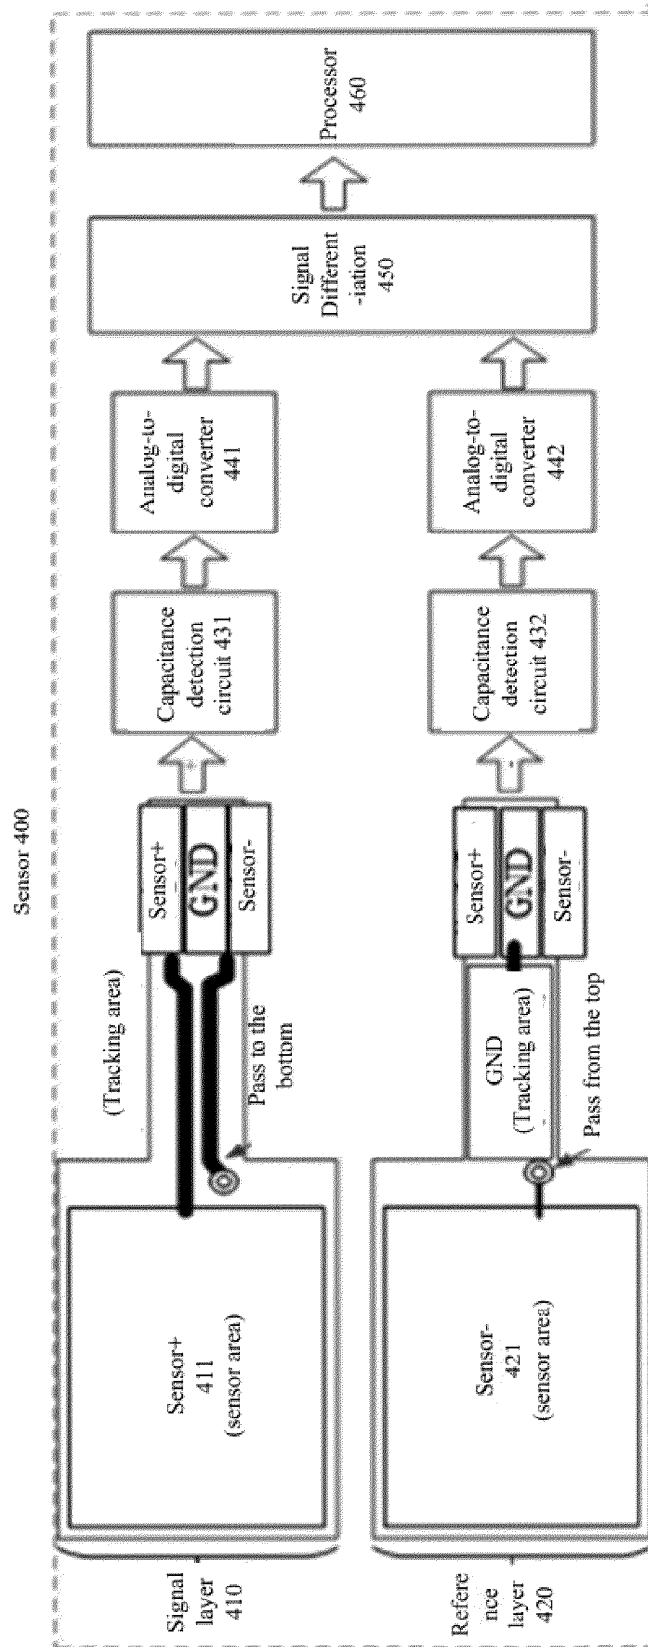 Sensor 400
Signal
layer
410
Sensor+
411
(sensor area)
(Tracking area)
Pass to the
bottom
Sensor+
GND
Sensor-
+
Capacitance
detection
circuit 431
Analog-to-
digital
converter
441
Refere
nce
layer
420
Sensor-
421
(sensor area)
GND
(Tracking area)
Pass from the top
Sensor+
GND
Sensor-
-
Capacitance
detection
circuit 432
Analog-to-
digital
converter
442
Signal
Different
-iation
450
Processor
460